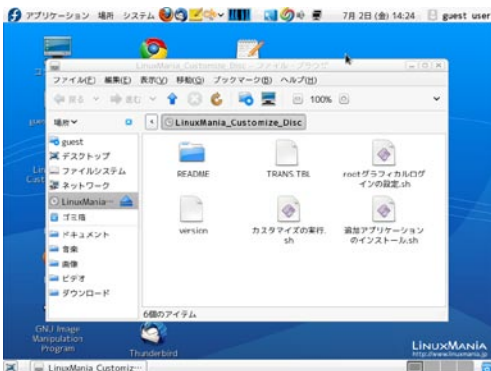 アプリケーション 場所 システム
7月 2日 (金) 14:24
guest user
LinuxMania_Customize_Disc - ファイル・ブラウザ
ファイル(F) 編集(E) 表示(V) 移動(G) ブックマーク(B) ヘルプ(H)
戻る 進む 100%
場所
LinuxMania_Customize_Disc
guest
デスクトップ
ファイルシステム
ネットワーク
LinuxMania…
ゴミ箱
ドキュメント
音楽
画像
ビデオ
ダウンロード
README
TRANS.TBL
rootグラフィカルログ
インの設定.sh
version
カスタマイズの実行.
sh
追加アプリケーション
のインストール.sh
6個のアイテム
GNU Image
Manipulation
Program
Thunderbird
LINUXMANIA
http://www.linuxmania.jp
LinuxMania_Customiz…